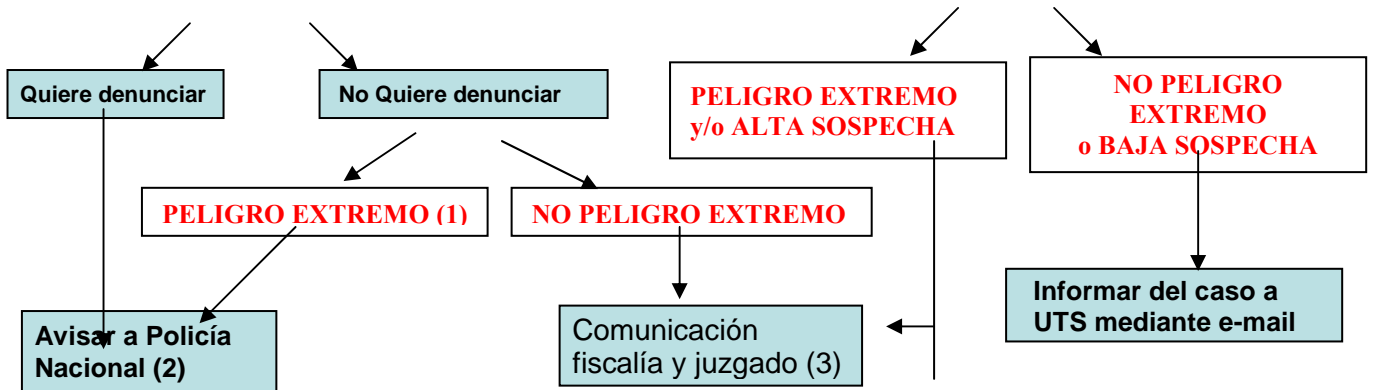 Quiere denunciar
No Quiere denunciar
PELIGRO EXTREMO
y/o ALTA SOSPECHA
NO PELIGRO
EXTREMO
o BAJA SOSPECHA
PELIGRO EXTREMO (1)
NO PELIGRO EXTREMO
Avisar a Policía
Nacional (2)
Comunicación
fiscalía y juzgado (3)
Informar del caso a
UTS mediante e-mail